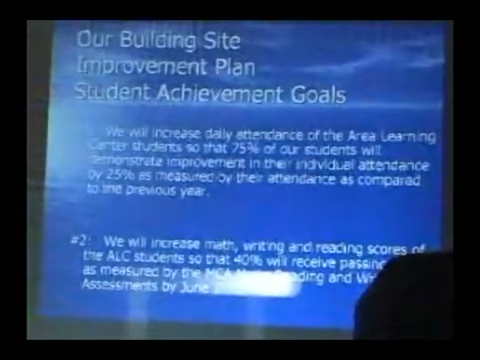 Our Building Site
Improvement Plan
Student Achievement Goals
We will increase daily attendance of the Area Learning
Center students so that 75% of our students will
demonstrate improvement in their individual attendance
by 25% as measured by their attendance as compared
to the previous year.
#2: We will increase math, writing and reading scores of
the ALC students so that 40% will receive passing
as measured by the MCA Reading and
Assessments by June